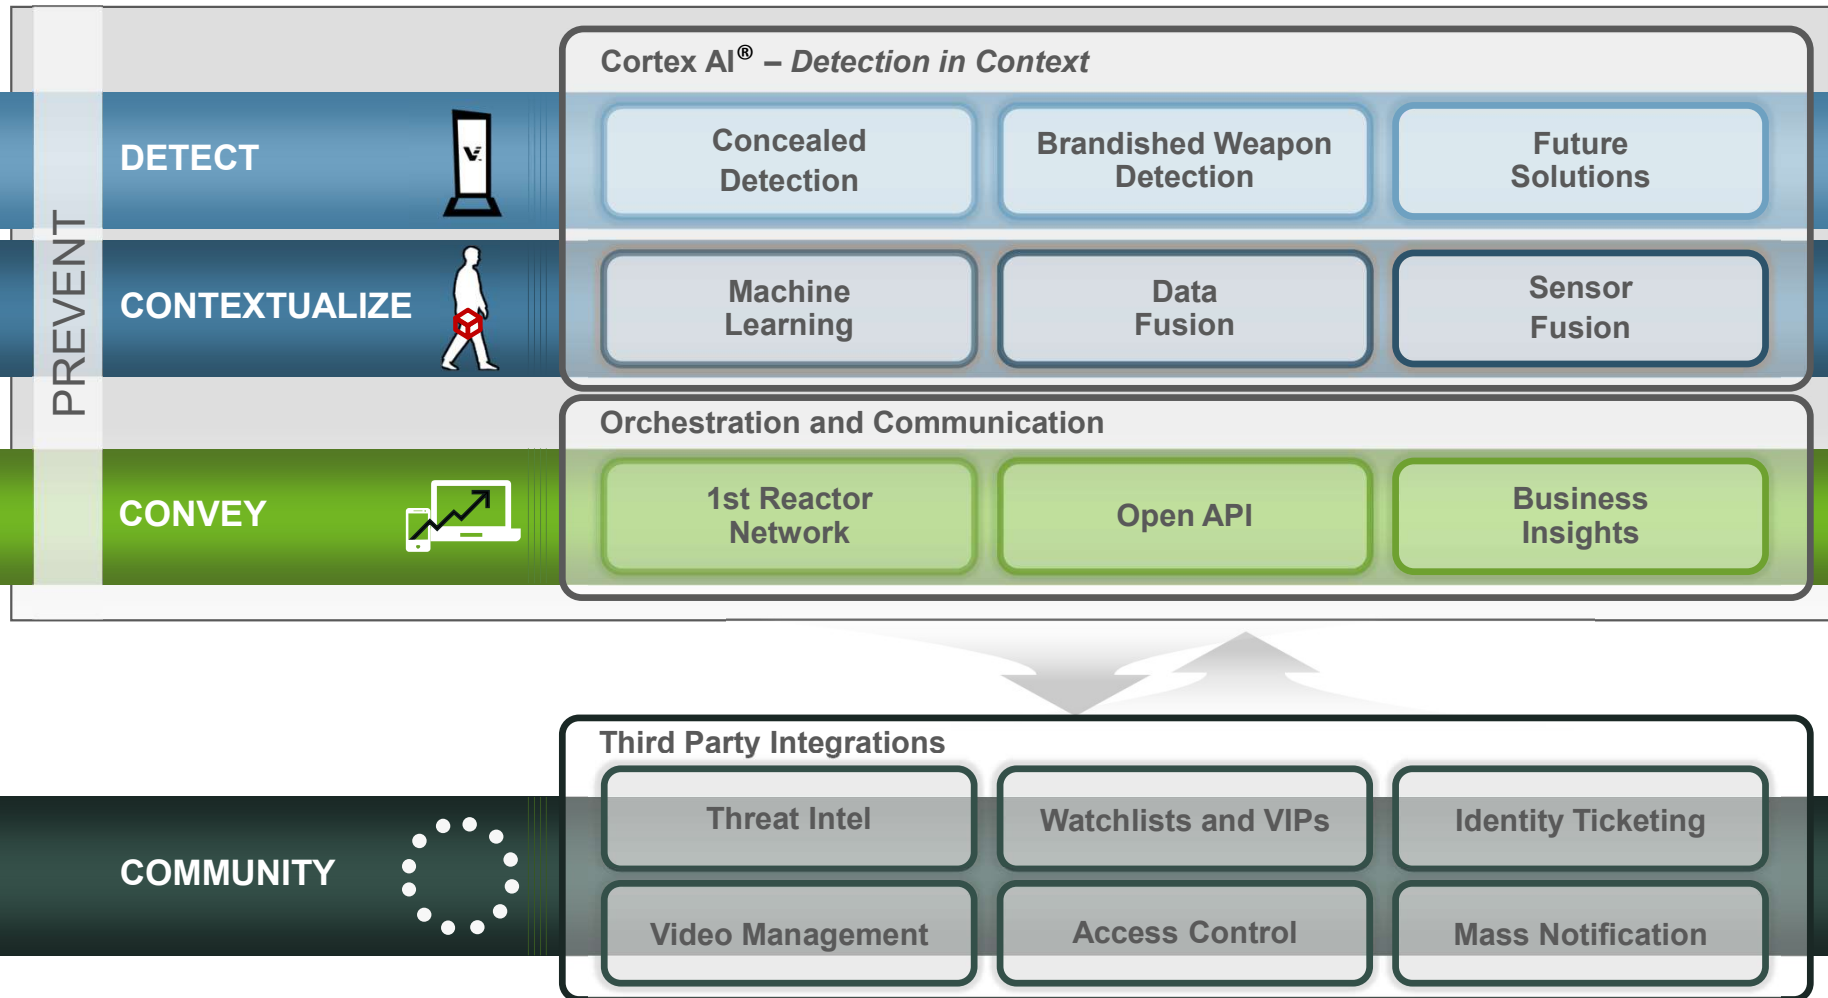 Cortex AI® – Detection in Context
PREVENT
DETECT
Concealed
Detection
Brandished Weapon
Detection
Future
Solutions
CONTEXTUALIZE
Machine
Learning
Data
Fusion
Sensor
Fusion
Orchestration and Communication
CONVEY
1st Reactor
Network
Open API
Business
Insights
Third Party Integrations
COMMUNITY
Threat Intel
Watchlists and VIPs
Identity Ticketing
Video Management
Access Control
Mass Notification